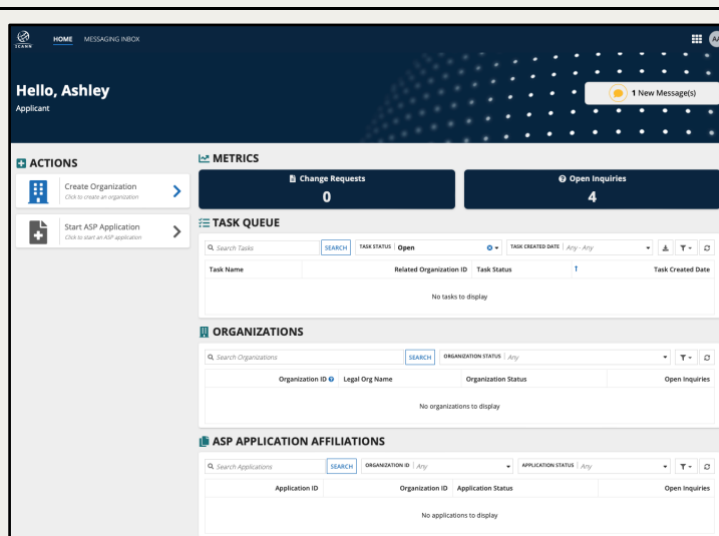 ICANN
HOME MESSAGING INBOX
Hello, Ashley
Applicant
1 New Message(s)
ACTIONS
Create Organization
Click to create an organization
Start ASP Application
Click to start an ASP application
METRICS
Change Requests
0
Open Inquiries
4
TASK QUEUE
Search Tasks SEARCH TASK STATUS Open TASK CREATED DATE Any - Any
Task Name Related Organization ID Task Status Task Created Date
No tasks to display
ORGANIZATIONS
Search Organizations SEARCH ORGANIZATION STATUS Any
Organization ID Legal Org Name Organization Status Open Inquiries
No organizations to display
ASP APPLICATION AFFILIATIONS
Search Applications SEARCH ORGANIZATION ID Any APPLICATION STATUS Any
Application ID Organization ID Application Status Open Inquiries
No applications to display